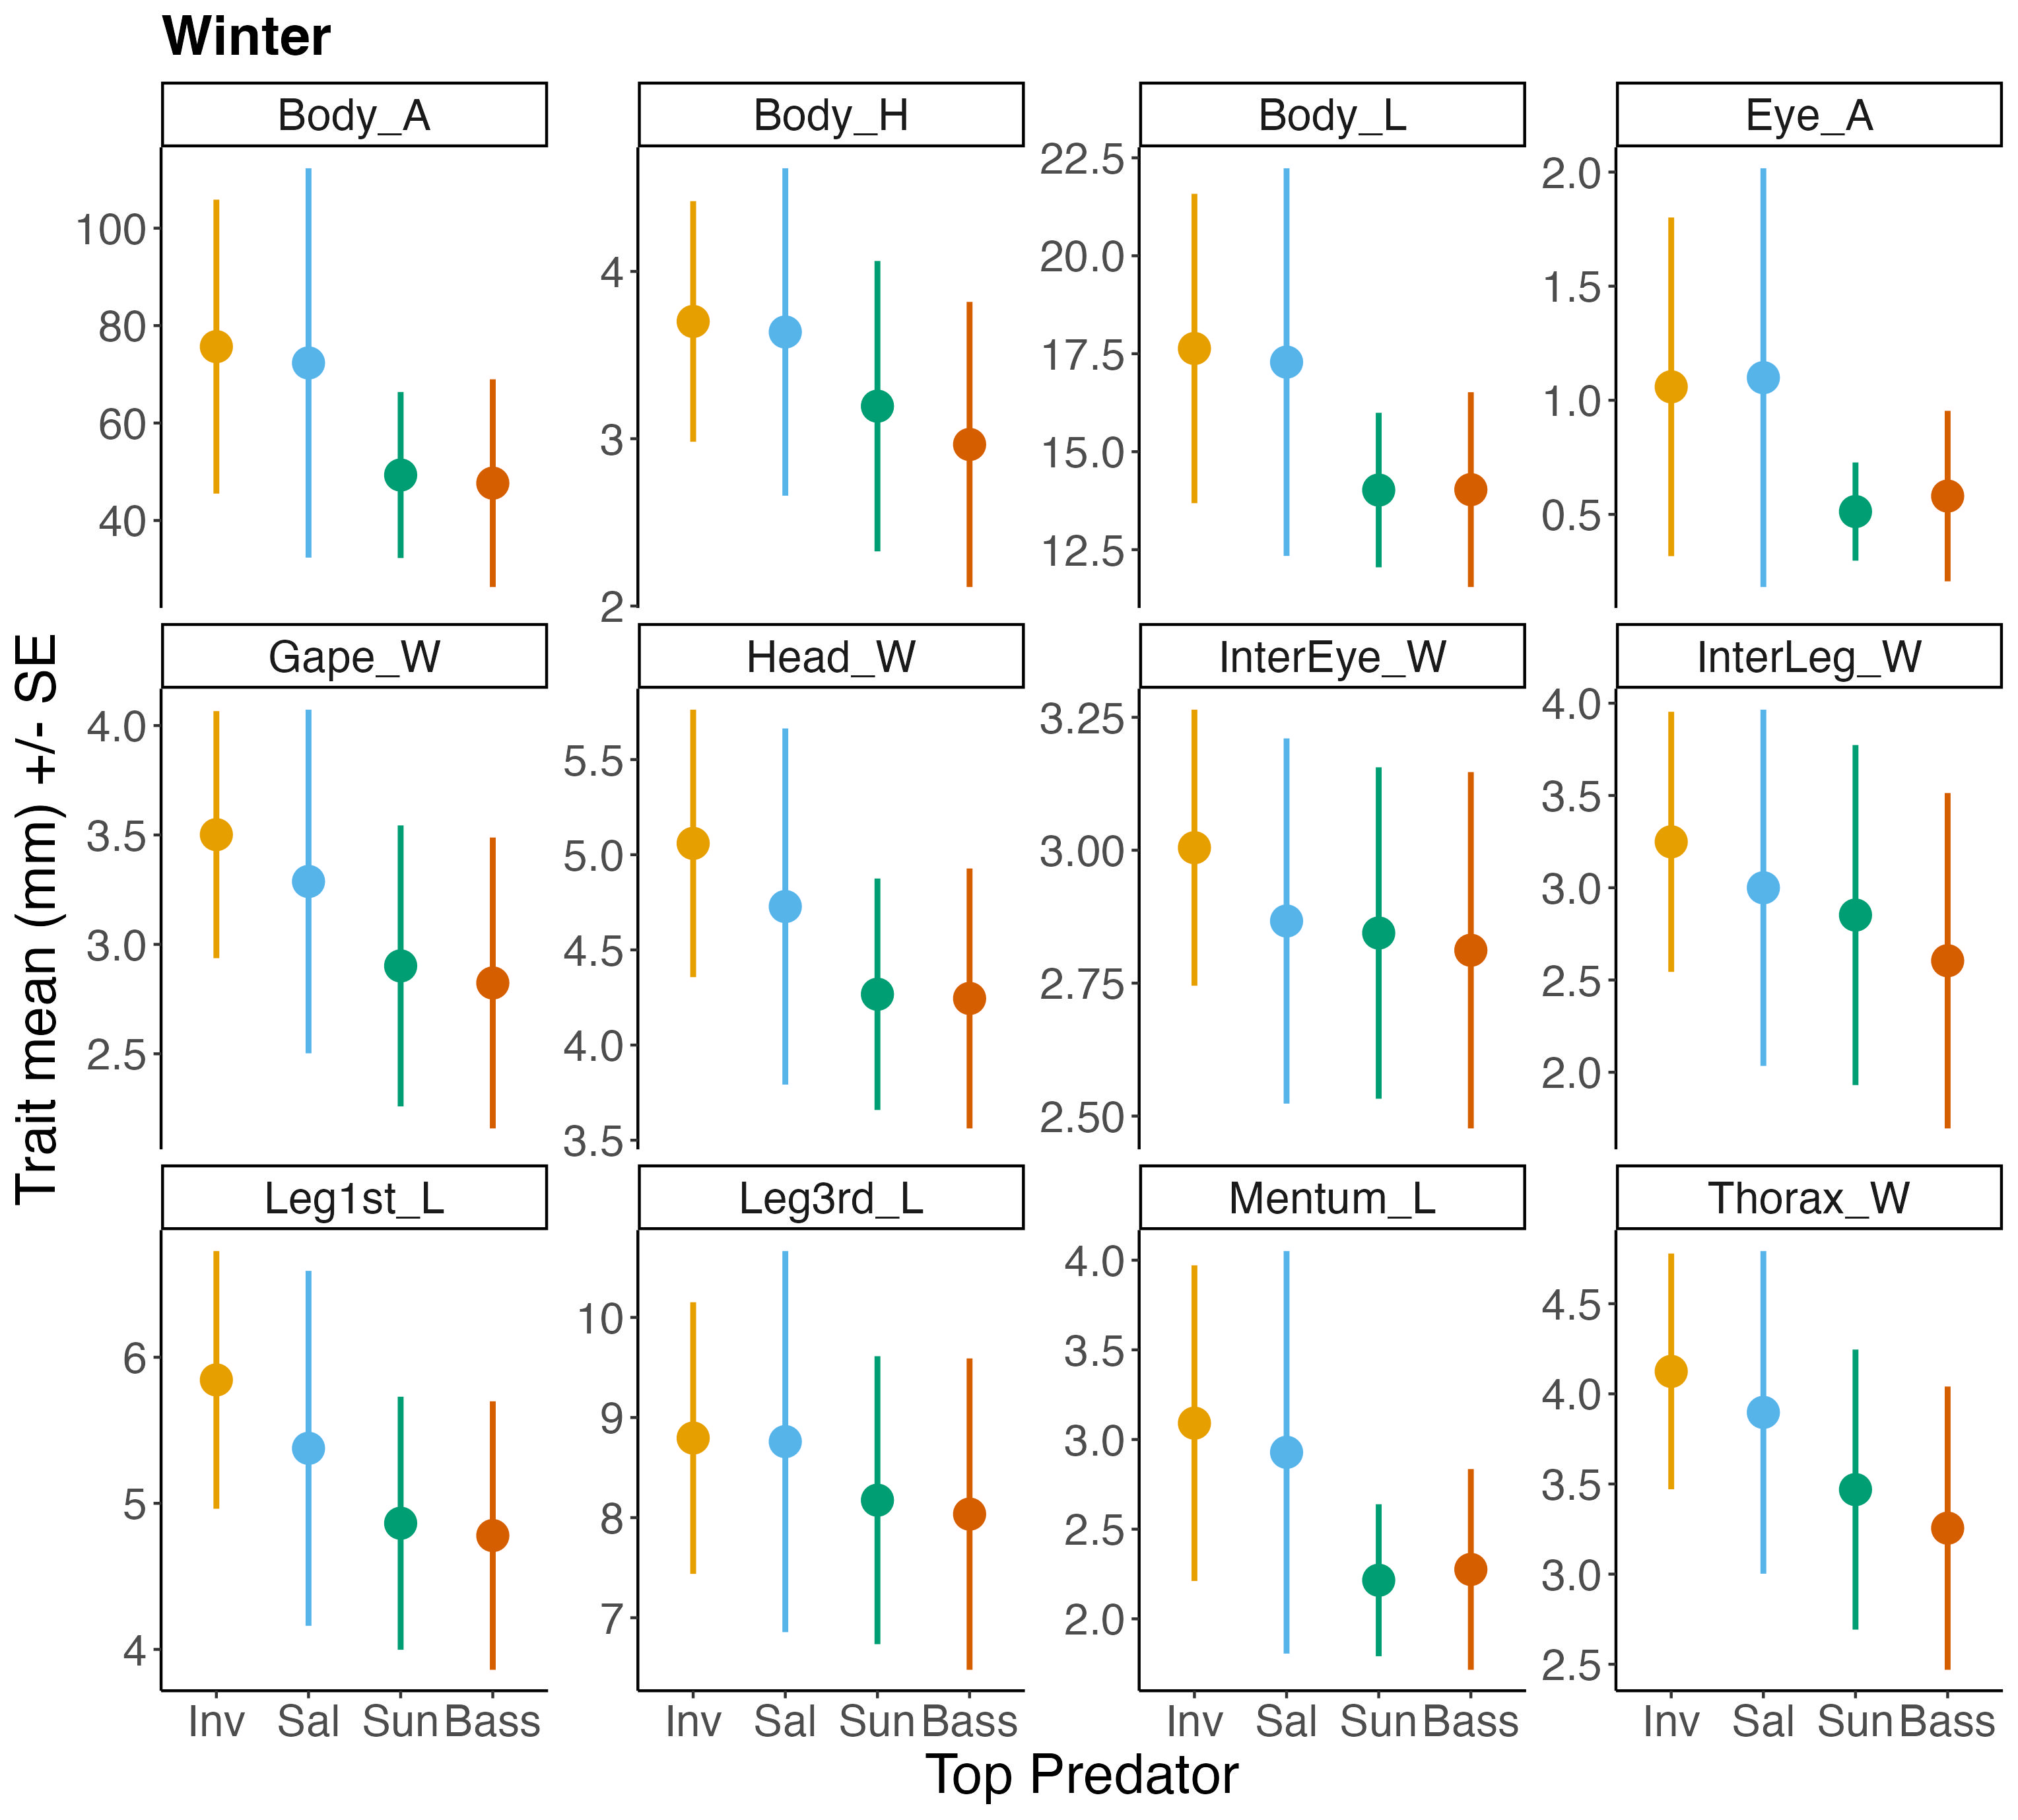 Winter
Body_A
Body_H
Body_L
Eye_A
100
80
60
40
4
3
2
22.5
20.0
17.5
15.0
12.5
2.0
1.5
1.0
0.5
Gape_W
Head_W
InterEye_W
InterLeg_W
4.0
3.5
3.0
2.5
5.5
5.0
4.5
4.0
3.5
3.25
3.00
2.75
2.50
4.0
3.5
3.0
2.5
2.0
Leg1st_L
Leg3rd_L
Mentum_L
Thorax_W
6
5
4
10
9
8
7
4.0
3.5
3.0
2.5
2.0
4.5
4.0
3.5
3.0
2.5
Inv Sal Sun Bass
Inv Sal Sun Bass
Inv Sal Sun Bass
Inv Sal Sun Bass
Top Predator
Trait mean (mm) +/- SE